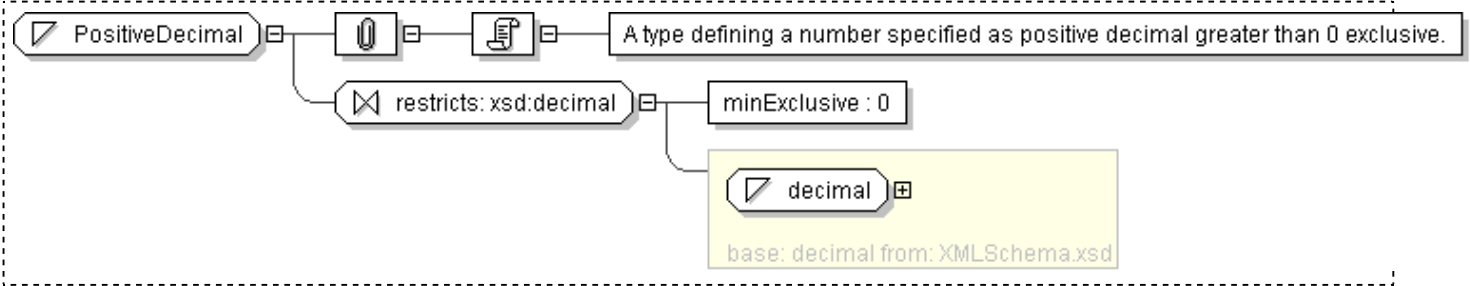 PositiveDecimal
A type defining a number specified as positive decimal greater than 0 exclusive.
restricts: xsd:decimal
minExclusive : 0
decimal
base: decimal from: XMLSchema.xsd